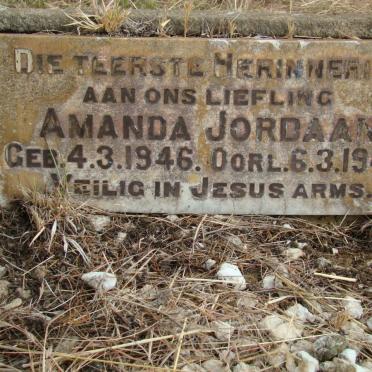 DIE TEERSTE HERINNERI
AAN ONS LIEFLING
AMANDA JORDAAN
GEB. 4.3.1946. OORL. 6.3.194
VEILIG IN JESUS ARMS